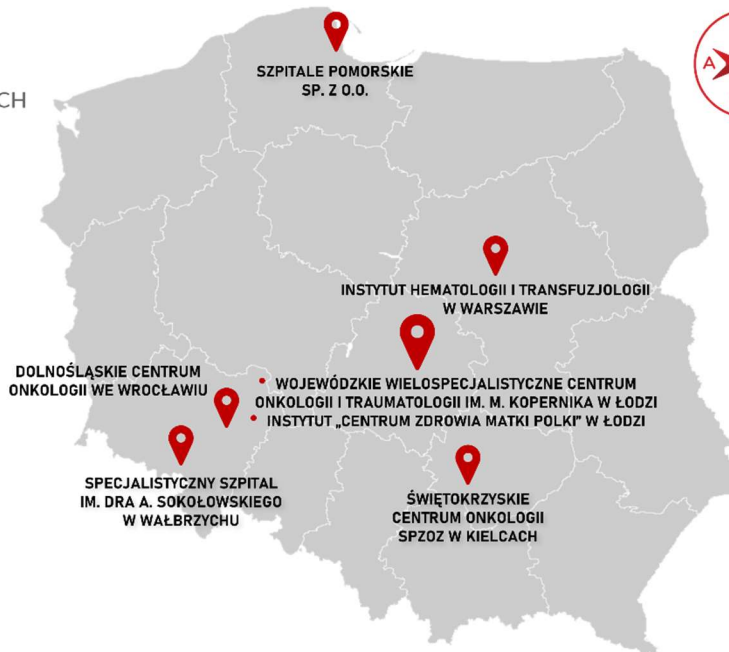 SZPITALE POMORSKIE
SP. Z O.O.
CH
A
INSTYTUT HEMATOLOGII I TRANSFUZJOLOGII
W WARSZAWIE
DOLNOŚLĄSKIE CENTRUM
ONKOLOGII WE WROCŁAWIU
• WOJEWÓDZKIE WIELOSPECJALISTYCZNE CENTRUM
ONKOLOGII I TRAUMATOLOGII IM. M. KOPERNIKA W ŁODZI
• INSTYTUT „CENTRUM ZDROWIA MATKI POLKI” W ŁODZI
SPECJALISTYCZNY SZPITAL
IM. DRA A. SOKOŁOWSKIEGO
W WAŁBRZYCHU
ŚWIĘTOKRZYSKIE
CENTRUM ONKOLOGII
SPZOZ W KIELCACH